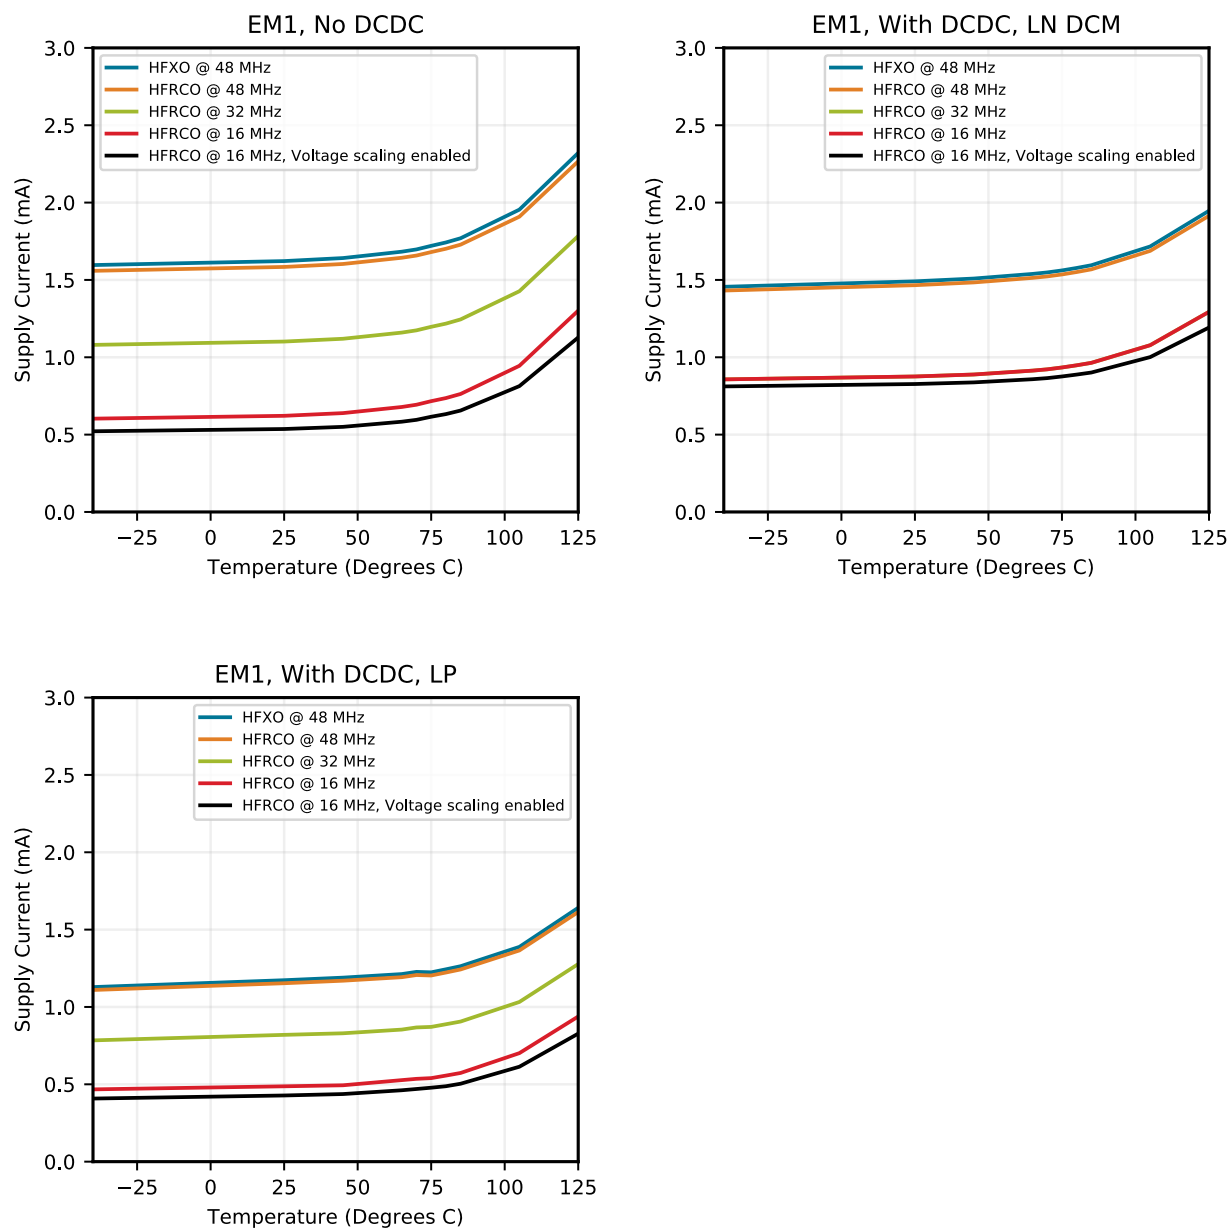 EM1, No DCDC
3.0
2.5
2.0
1.5
1.0
0.5
0.0
Supply Current (mA)
HFXO @ 48 MHz
HFRCO @ 48 MHz
HFRCO @ 32 MHz
HFRCO @ 16 MHz
HFRCO @ 16 MHz, Voltage scaling enabled
−25 0 25 50 75 100 125
Temperature (Degrees C)
EM1, With DCDC, LN DCM
3.0
2.5
2.0
1.5
1.0
0.5
0.0
Supply Current (mA)
HFXO @ 48 MHz
HFRCO @ 48 MHz
HFRCO @ 32 MHz
HFRCO @ 16 MHz
HFRCO @ 16 MHz, Voltage scaling enabled
−25 0 25 50 75 100 125
Temperature (Degrees C)
EM1, With DCDC, LP
3.0
2.5
2.0
1.5
1.0
0.5
0.0
Supply Current (mA)
HFXO @ 48 MHz
HFRCO @ 48 MHz
HFRCO @ 32 MHz
HFRCO @ 16 MHz
HFRCO @ 16 MHz, Voltage scaling enabled
−25 0 25 50 75 100 125
Temperature (Degrees C)